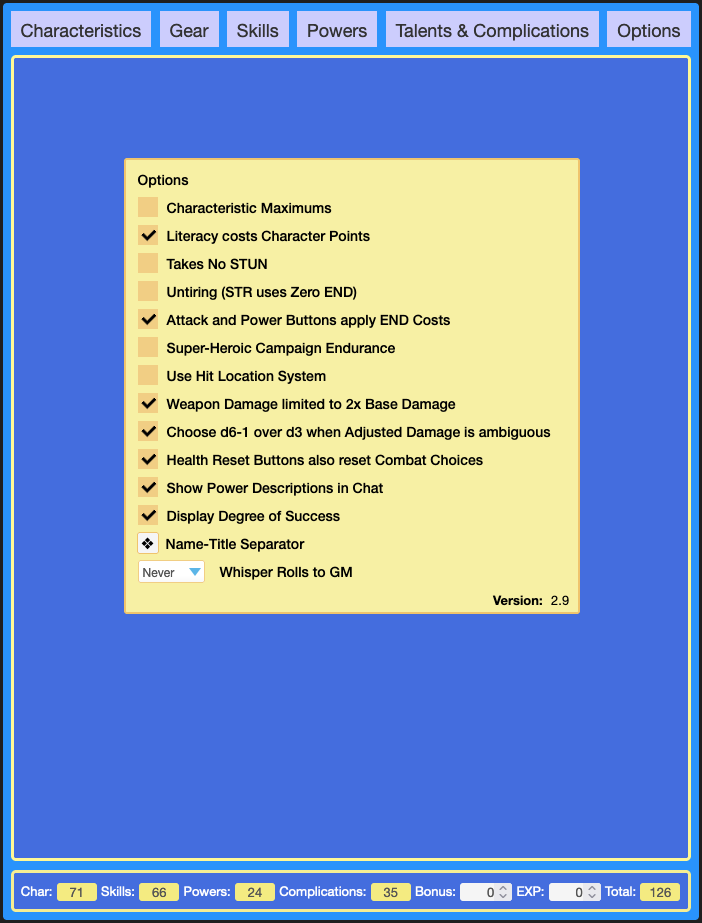 Characteristics Gear Skills Powers Talents & Complications Options
Options
Characteristic Maximums
Literacy costs Character Points
Takes No STUN
Untiring (STR uses Zero END)
Attack and Power Buttons apply END Costs
Super-Heroic Campaign Endurance
Use Hit Location System
Weapon Damage limited to 2x Base Damage
Choose d6-1 over d3 when Adjusted Damage is ambiguous
Health Reset Buttons also reset Combat Choices
Show Power Descriptions in Chat
Display Degree of Success
❖ Name-Title Separator
Never Whisper Rolls to GM
Version: 2.9
Char: 71 Skills: 66 Powers: 24 Complications: 35 Bonus: 0 EXP: 0 Total: 126